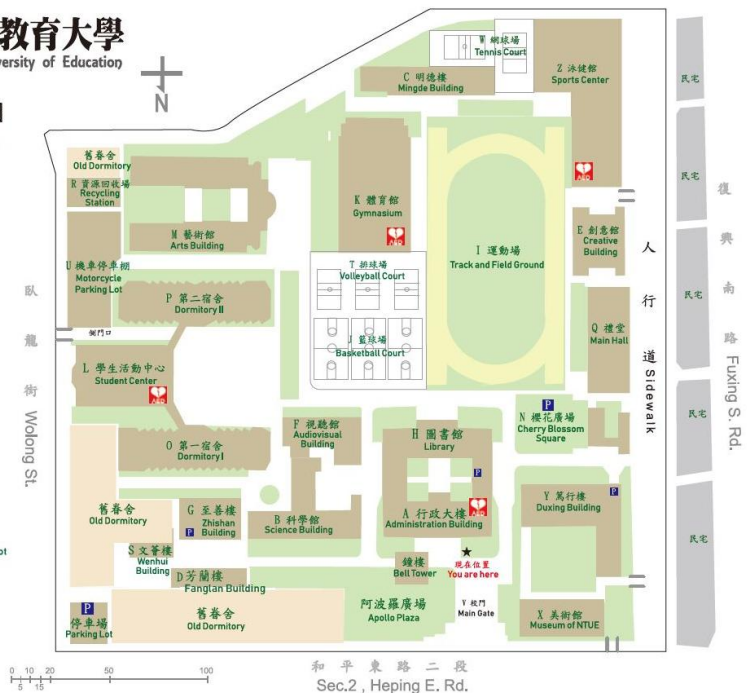 教育大學
versity of Education
N
W 網球場
Tennis Court
C 明德樓
Mingde Building
Z 泳健館
Sports Center
民宅
舊眷舍
Old Dormitory
R 資源回收場
Recycling
Station
K 體育館
Gymnasium
AED
AED
民宅
復興南路
Fuxing S. Rd.
M 藝術館
Arts Building
I 運動場
Track and Field Ground
E 創意館
Creative
Building
人行道 Sidewalk
U 機車停車棚
Motorcycle
Parking Lot
T 排球場
Volleyball Court
P 第二宿舍
Dormitory II
民宅
臥龍街
Wolong St.
側門口
J 籃球場
Basketball Court
Q 禮堂
Main Hall
L 學生活動中心
Student Center
AED
P
N 櫻花廣場
Cherry Blossom
Square
民宅
F 視聽館
Audiovisual
Building
H 圖書館
Library
O 第一宿舍
Dormitory I
P
舊眷舍
Old Dormitory
G 至善樓
Zhishan
Building
P
B 科學館
Science Building
A 行政大樓
Administration Building
AED
Y 篤行樓
Duxing Building
P
民宅
S 文薈樓
Wenhui
Building
ot
D 芳蘭樓
Fanglan Building
鐘樓
Bell Tower
★
現在位置
You are here
P
停車場
Parking Lot
舊眷舍
Old Dormitory
阿波羅廣場
Apollo Plaza
V 校門
Main Gate
X 美術館
Museum of NTUE
0 10 20 50 100
5 15
和平東路二段
Sec.2 , Heping E. Rd.